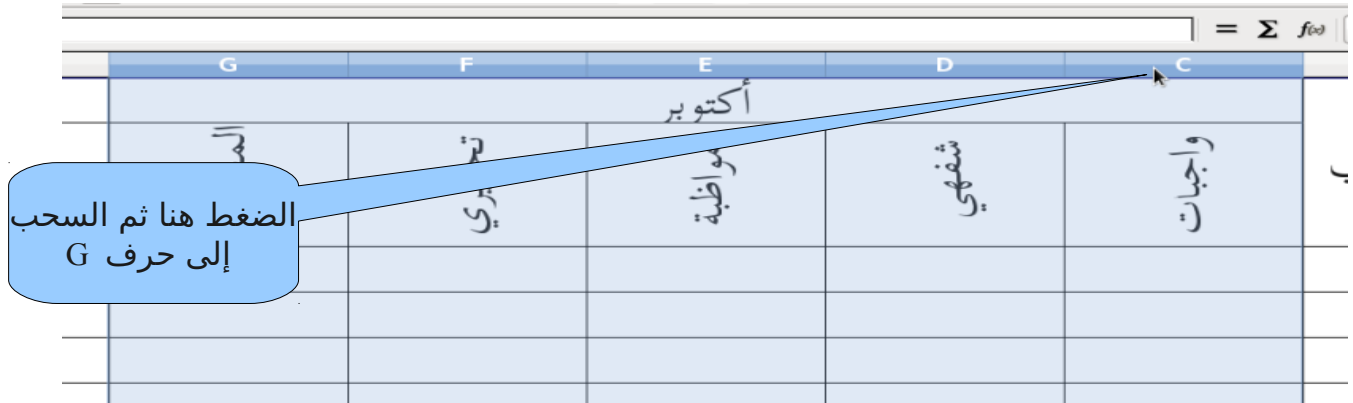 = Σ f(x)
C D E F G
أكتوبر
واجبات شفهي مواظبة
الضغط هنا ثم السحب
إلى حرف G